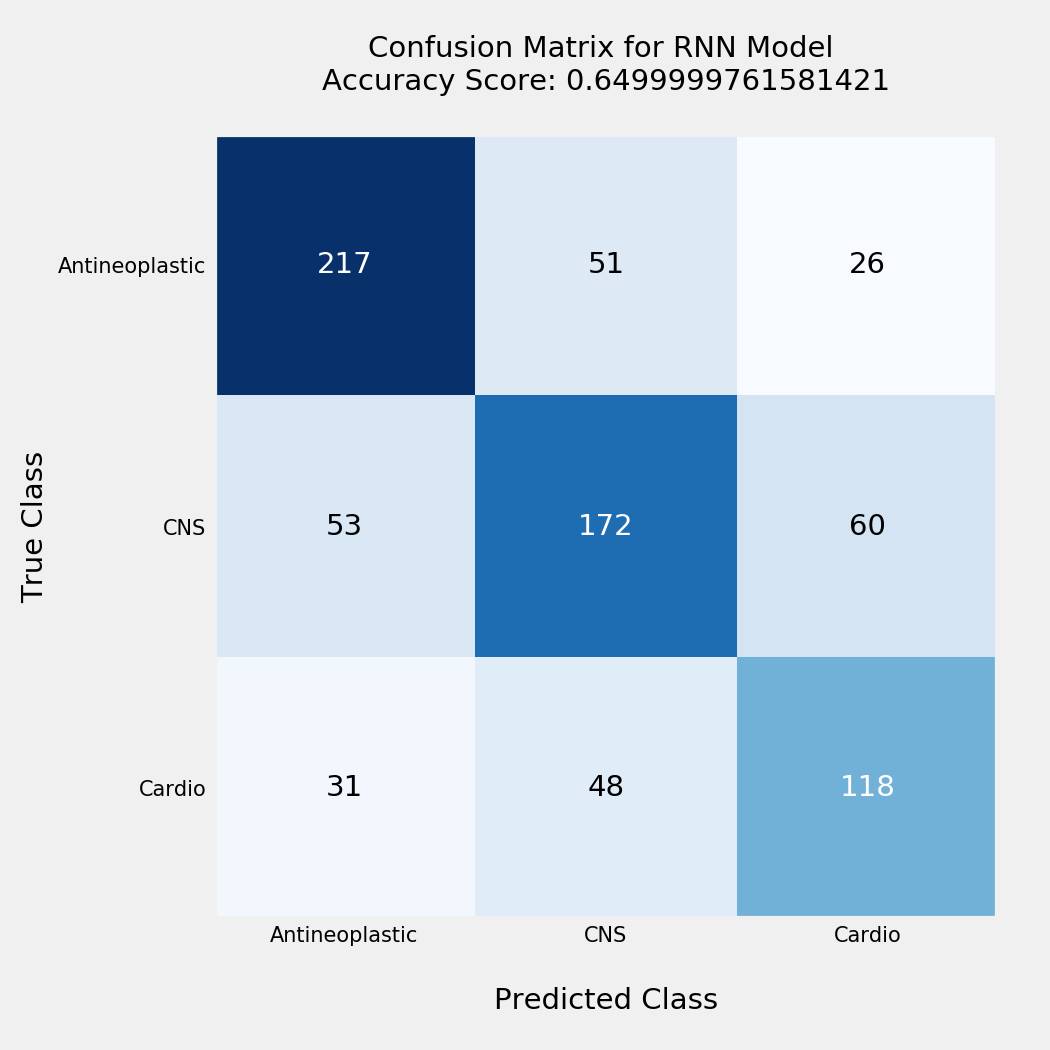 Confusion Matrix for RNN Model
Accuracy Score: 0.6499999761581421
True Class
Antineoplastic 217 51 26
CNS 53 172 60
Cardio 31 48 118
Antineoplastic CNS Cardio
Predicted Class